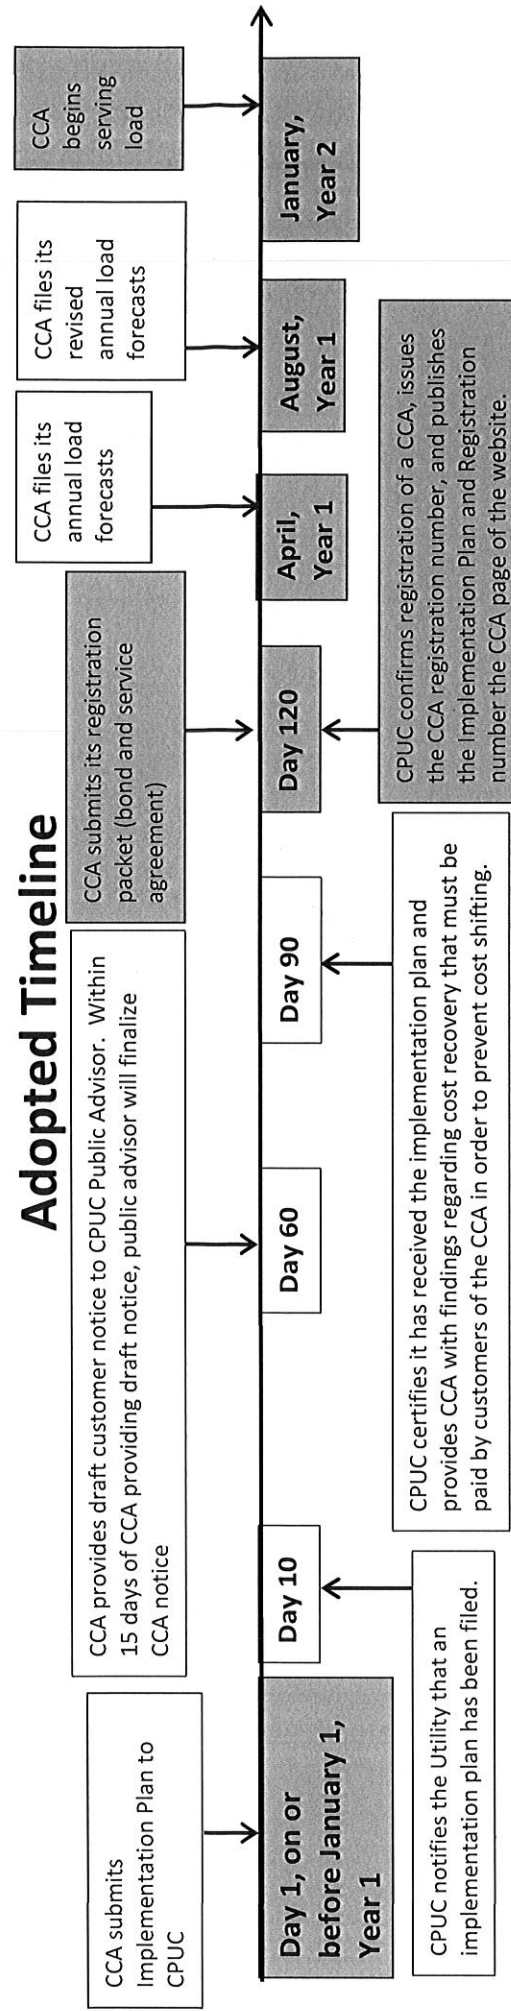 Adopted Timeline
CCA submits
Implementation Plan to
CPUC
CCA provides draft customer notice to CPUC Public Advisor. Within
15 days of CCA providing draft notice, public advisor will finalize
CCA notice
CCA submits its registration
packet (bond and service
agreement)
CCA files its
annual load
forecasts
CCA files its
revised
annual load
forecasts
CCA
begins
serving
load
Day 1, on or
before January 1,
Year 1
Day 10
Day 60
Day 90
Day 120
April,
Year 1
August,
Year 1
January,
Year 2
CPUC notifies the Utility that an
implementation plan has been filed.
CPUC certifies it has received the implementation plan and
provides CCA with findings regarding cost recovery that must be
paid by customers of the CCA in order to prevent cost shifting.
CPUC confirms registration of a CCA, issues
the CCA registration number, and publishes
the Implementation Plan and Registration
number the CCA page of the website.